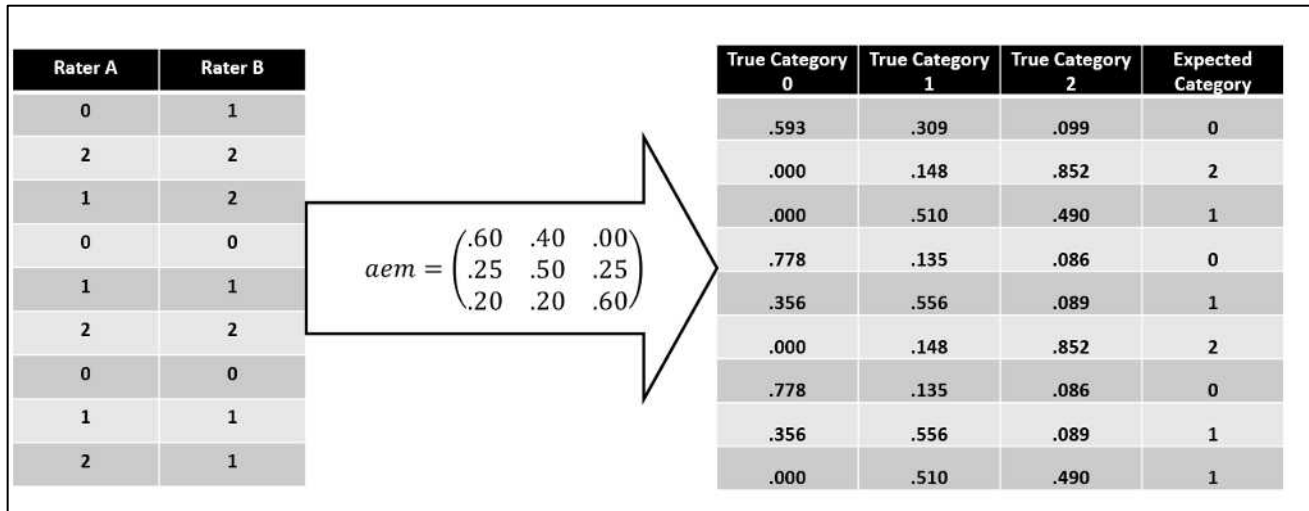 Rater A Rater B
0 1
2 2
1 2
0 0
1 1
2 2
0 0
1 1
2 1
aem = (.60 .40 .00
.25 .50 .25
.20 .20 .60)
True Category 0 True Category 1 True Category 2 Expected Category
.593 .309 .099 0
.000 .148 .852 2
.000 .510 .490 1
.778 .135 .086 0
.356 .556 .089 1
.000 .148 .852 2
.778 .135 .086 0
.356 .556 .089 1
.000 .510 .490 1